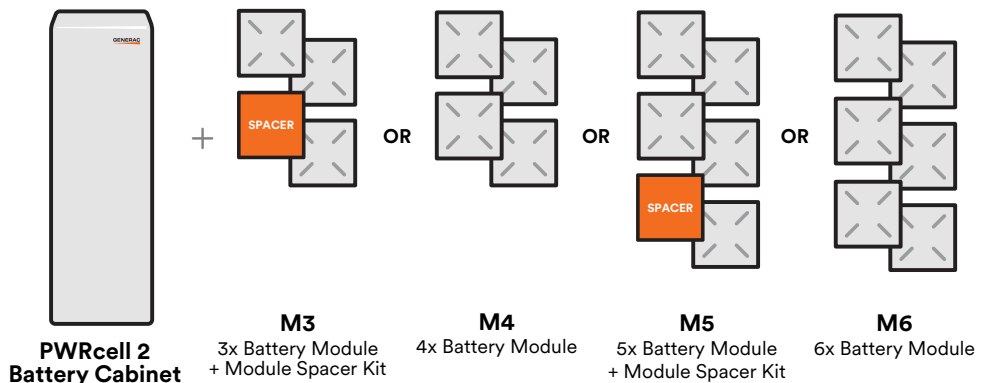 GENERAC
SPACER
OR
OR
SPACER
OR
+
PWRcell 2
Battery Cabinet
M3
3x Battery Module
+ Module Spacer Kit
M4
4x Battery Module
M5
5x Battery Module
+ Module Spacer Kit
M6
6x Battery Module